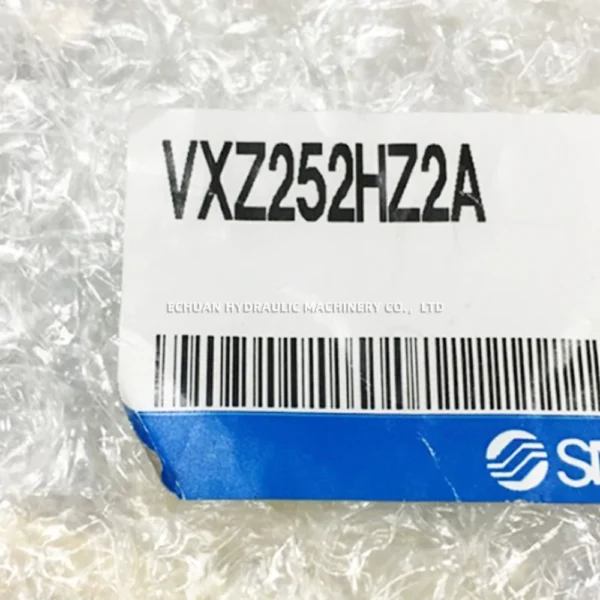 VXZ252HZ2A
ECHUAN HYDRAULIC MACHINERY CO., LTD